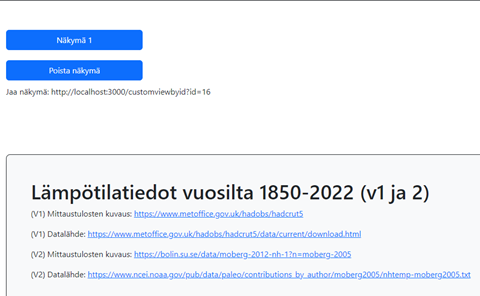 Näkymä 1
Poista näkymä
Jaa näkymä: http://localhost:3000/customviewbyid?id=16
Lämpötilatiedot vuosilta 1850-2022 (v1 ja 2)
(V1) Mittaustulosten kuvaus: https://www.metoffice.gov.uk/hadobs/hadcrut5
(V1) Datalähde: https://www.metoffice.gov.uk/hadobs/hadcrut5/data/current/download.html
(V2) Mittaustulosten kuvaus: https://bolin.su.se/data/moberg-2012-nh-1?n=moberg-2005
(V2) Datalähde: https://www.ncei.noaa.gov/pub/data/paleo/contributions_by_author/moberg2005/nhtemp-moberg2005.txt